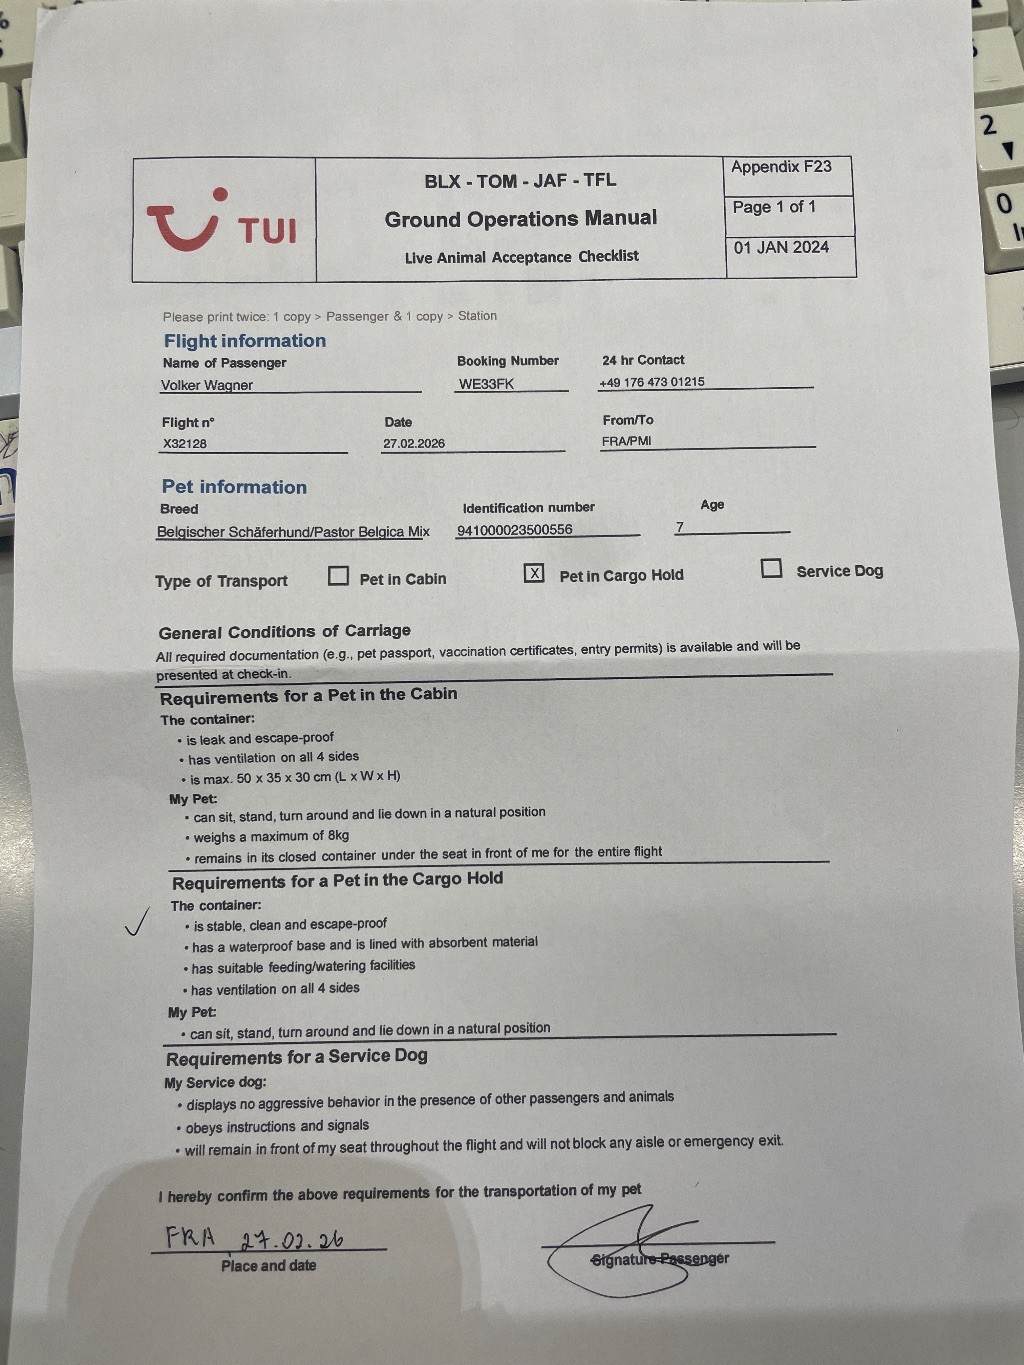 TUI
BLX - TOM - JAF - TFL
Ground Operations Manual
Live Animal Acceptance Checklist
Appendix F23
Page 1 of 1
01 JAN 2024
Please print twice: 1 copy > Passenger & 1 copy > Station
Flight information
Name of Passenger Booking Number 24 hr Contact
Volker Wagner WE33FK +49 176 473 01215
Flight n° Date From/To
X32128 27.02.2026 FRA/PMI
Pet information
Breed Identification number Age
Belgischer Schäferhund/Pastor Belgica Mix 941000023500556 7
Type of Transport Pet in Cabin X Pet in Cargo Hold Service Dog
General Conditions of Carriage
All required documentation (e.g., pet passport, vaccination certificates, entry permits) is available and will be
presented at check-in.
Requirements for a Pet in the Cabin
The container:
• is leak and escape-proof
• has ventilation on all 4 sides
• is max. 50 x 35 x 30 cm (L x W x H)
My Pet:
• can sit, stand, turn around and lie down in a natural position
• weighs a maximum of 8kg
• remains in its closed container under the seat in front of me for the entire flight
Requirements for a Pet in the Cargo Hold
The container:
• is stable, clean and escape-proof
• has a waterproof base and is lined with absorbent material
• has suitable feeding/watering facilities
• has ventilation on all 4 sides
My Pet:
• can sit, stand, turn around and lie down in a natural position
Requirements for a Service Dog
My Service dog:
• displays no aggressive behavior in the presence of other passengers and animals
• obeys instructions and signals
• will remain in front of my seat throughout the flight and will not block any aisle or emergency exit.
I hereby confirm the above requirements for the transportation of my pet
FRA 27.02.26
Place and date Signature Passenger
2
0